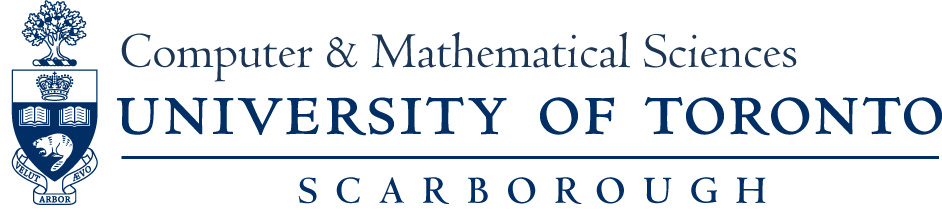 Computer & Mathematical Sciences
UNIVERSITY OF TORONTO
SCARBOROUGH
VELUT ÆVO
ARBOR